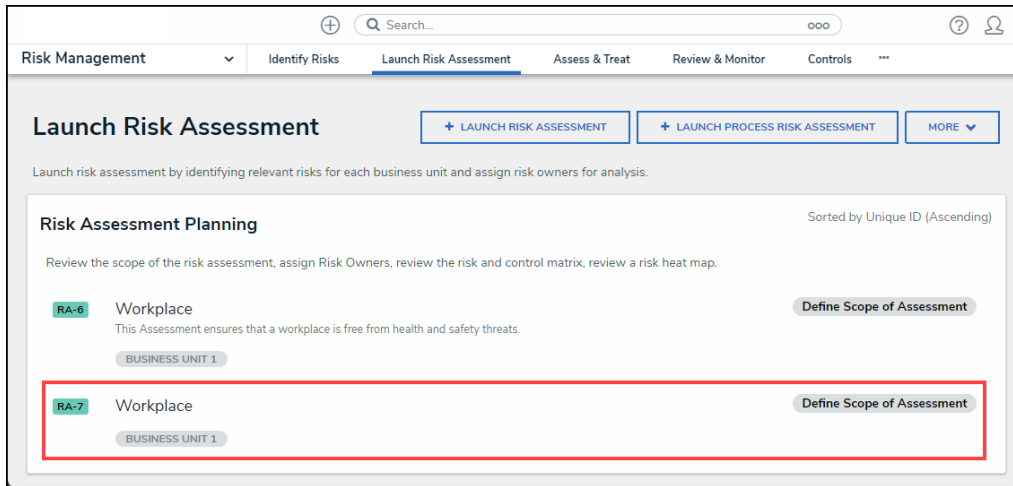 Search...
Risk Management
Identify Risks Launch Risk Assessment Assess & Treat Review & Monitor Controls
Launch Risk Assessment
+ LAUNCH RISK ASSESSMENT + LAUNCH PROCESS RISK ASSESSMENT MORE
Launch risk assessment by identifying relevant risks for each business unit and assign risk owners for analysis.
Risk Assessment Planning
Sorted by Unique ID (Ascending)
Review the scope of the risk assessment, assign Risk Owners, review the risk and control matrix, review a risk heat map.
RA-6 Workplace Define Scope of Assessment
This Assessment ensures that a workplace is free from health and safety threats.
BUSINESS UNIT 1
RA-7 Workplace Define Scope of Assessment
BUSINESS UNIT 1